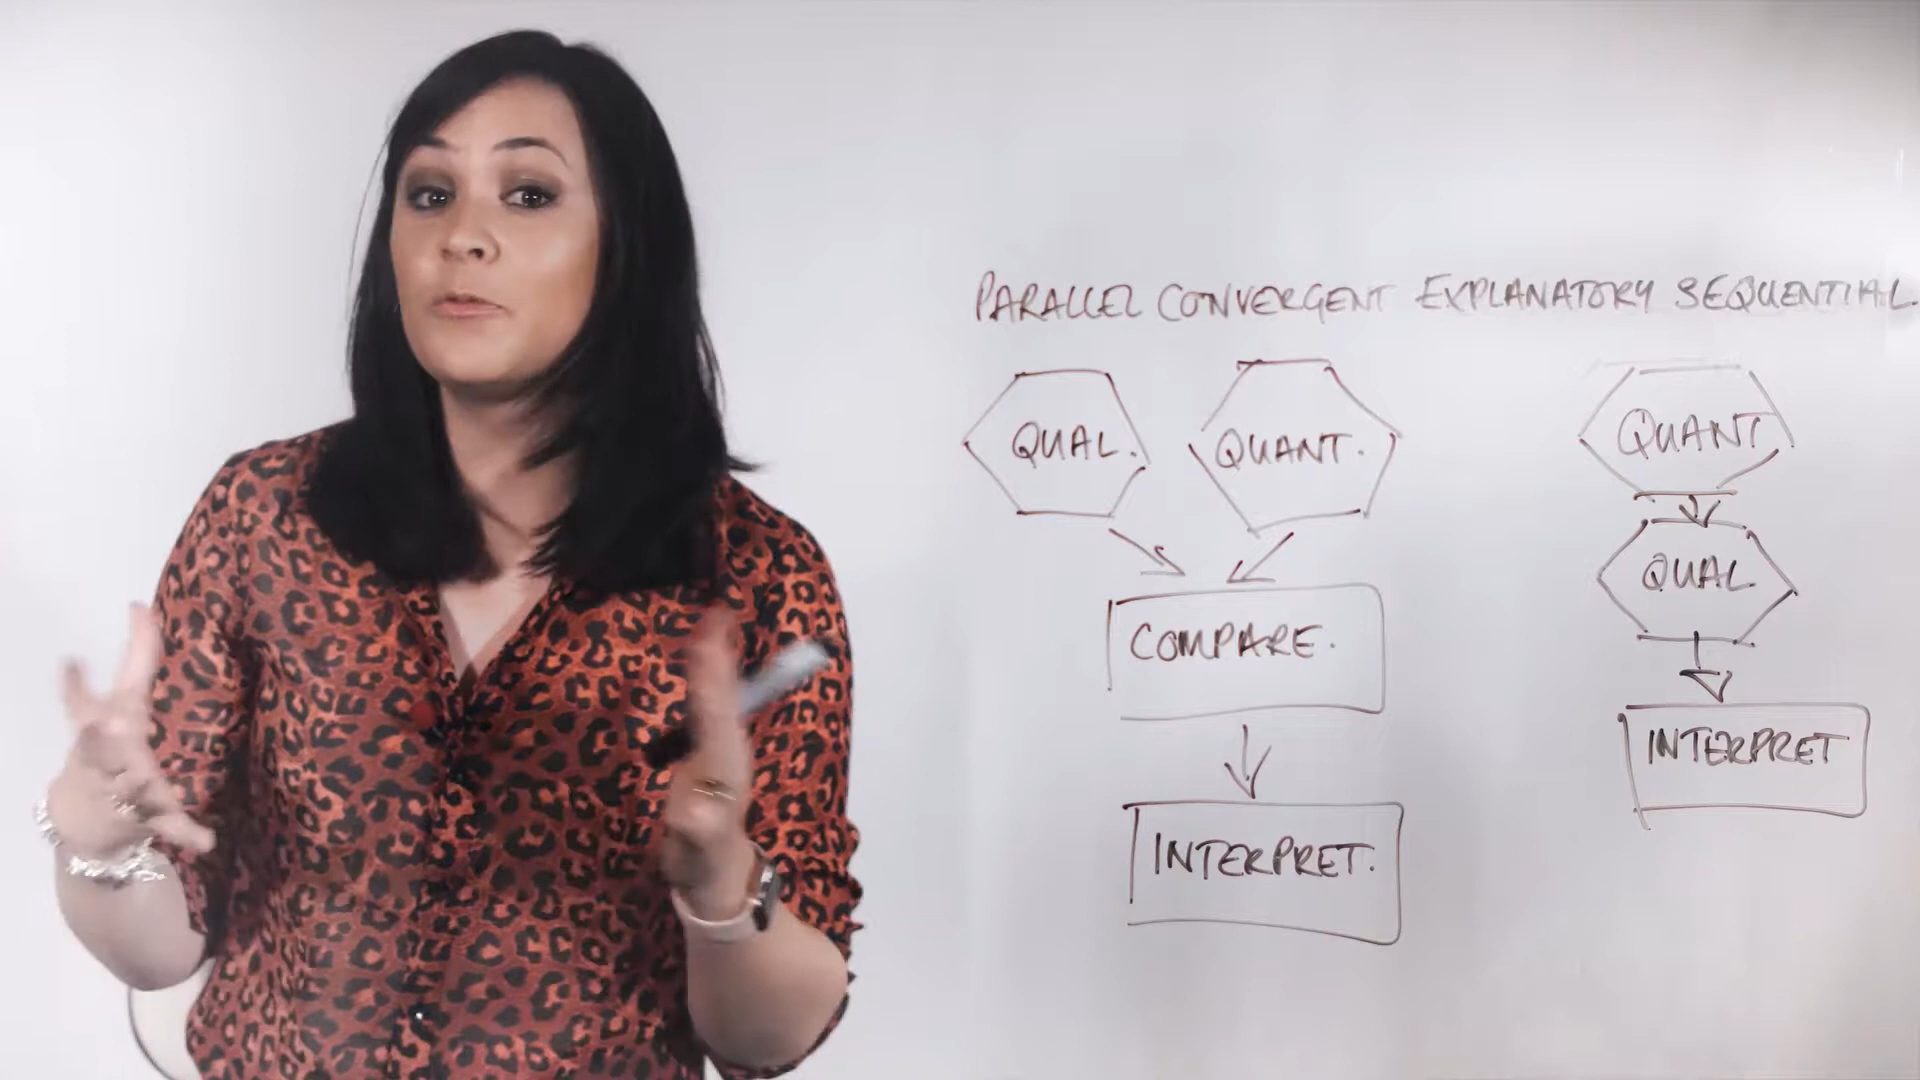 PARALLEL CONVERGENT
QUAL.
QUANT.
COMPARE.
INTERPRET.
EXPLANATORY SEQUENTIAL.
QUANT
QUAL
INTERPRET